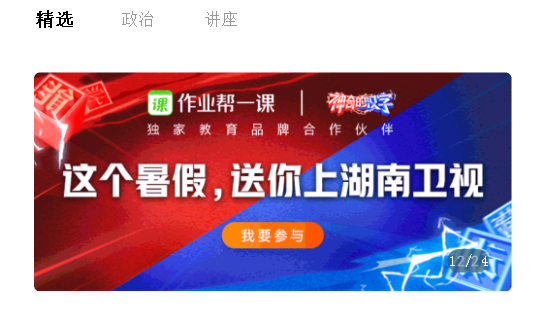 精选 政治 讲座
课 作业帮一课 | 神奇的汉字
独家教育品牌合作伙伴
这个暑假,送你上湖南卫视
我要参与
12/24